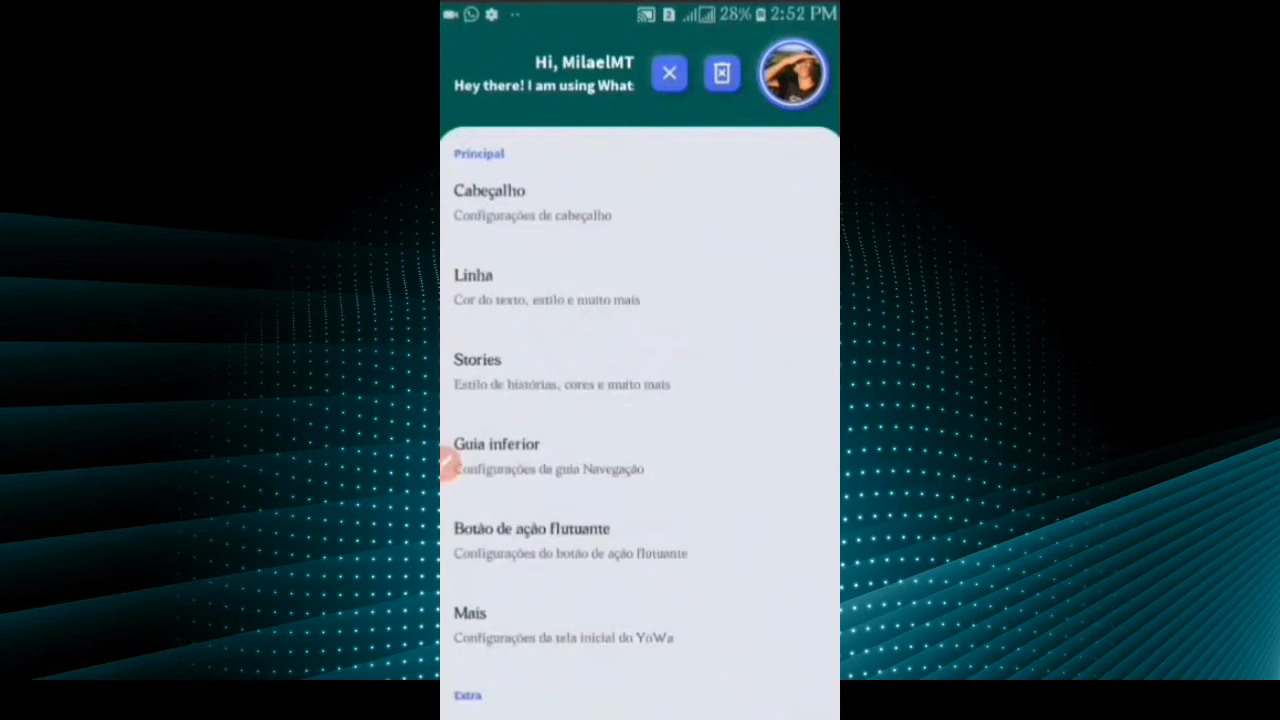 28% 2:52 PM
Hi, MilaelMT
Hey there! I am using What
Principal
Cabeçalho
Configurações de cabeçalho
Linha
Cor do texto, estilo e muito mais
Stories
Estilo de histórias, cores e muito mais
Guia inferior
Configurações da guia Navegação
Botão de ação flutuante
Configurações do botão de ação flutuante
Mais
Configurações da tela inicial do YoWa
Extra